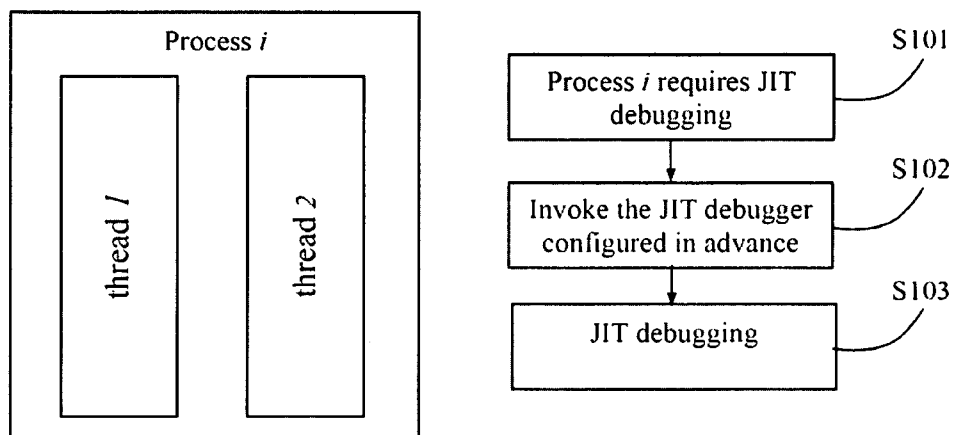 Process i
thread 1
thread 2
S101
Process i requires JIT
debugging
S102
Invoke the JIT debugger
configured in advance
S103
JIT debugging